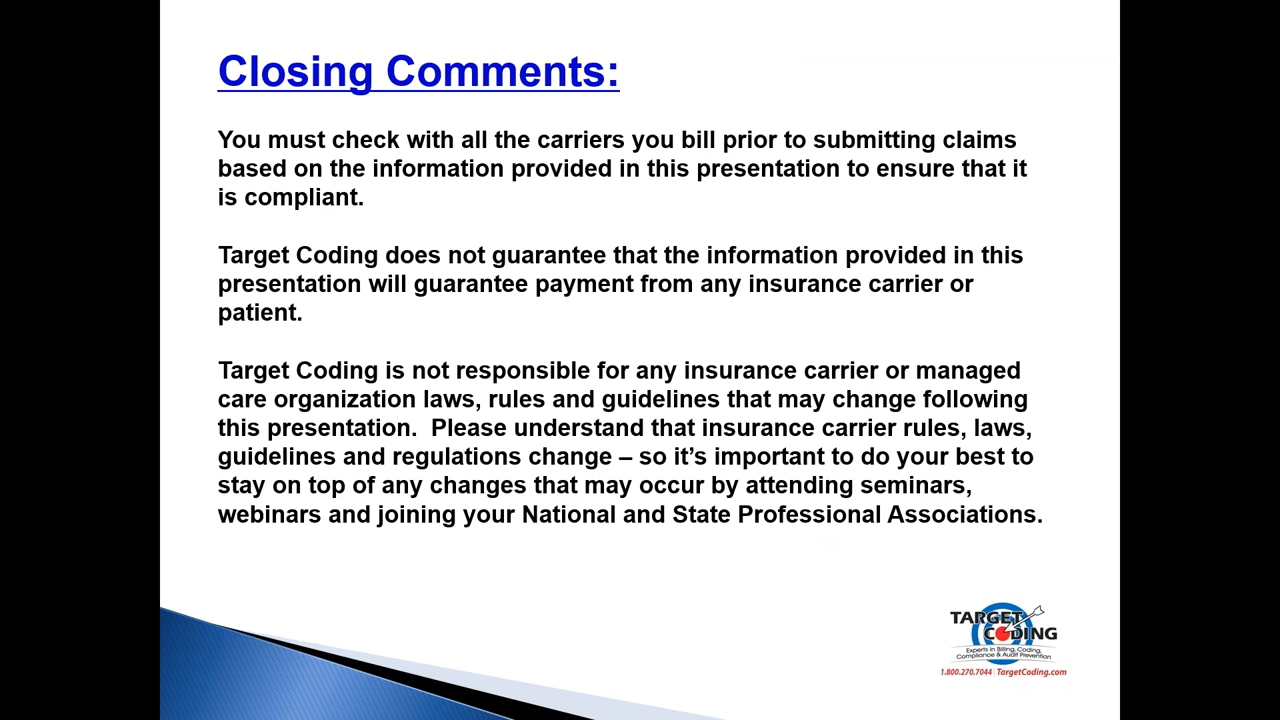 Closing Comments:
You must check with all the carriers you bill prior to submitting claims
based on the information provided in this presentation to ensure that it
is compliant.
Target Coding does not guarantee that the information provided in this
presentation will guarantee payment from any insurance carrier or
patient.
Target Coding is not responsible for any insurance carrier or managed
care organization laws, rules and guidelines that may change following
this presentation.  Please understand that insurance carrier rules, laws,
guidelines and regulations change – so it’s important to do your best to
stay on top of any changes that may occur by attending seminars,
webinars and joining your National and State Professional Associations.
TARGET
CODING
Experts in Billing, Coding,
Compliance & Audit Prevention
1.800.270.7044 | TargetCoding.com